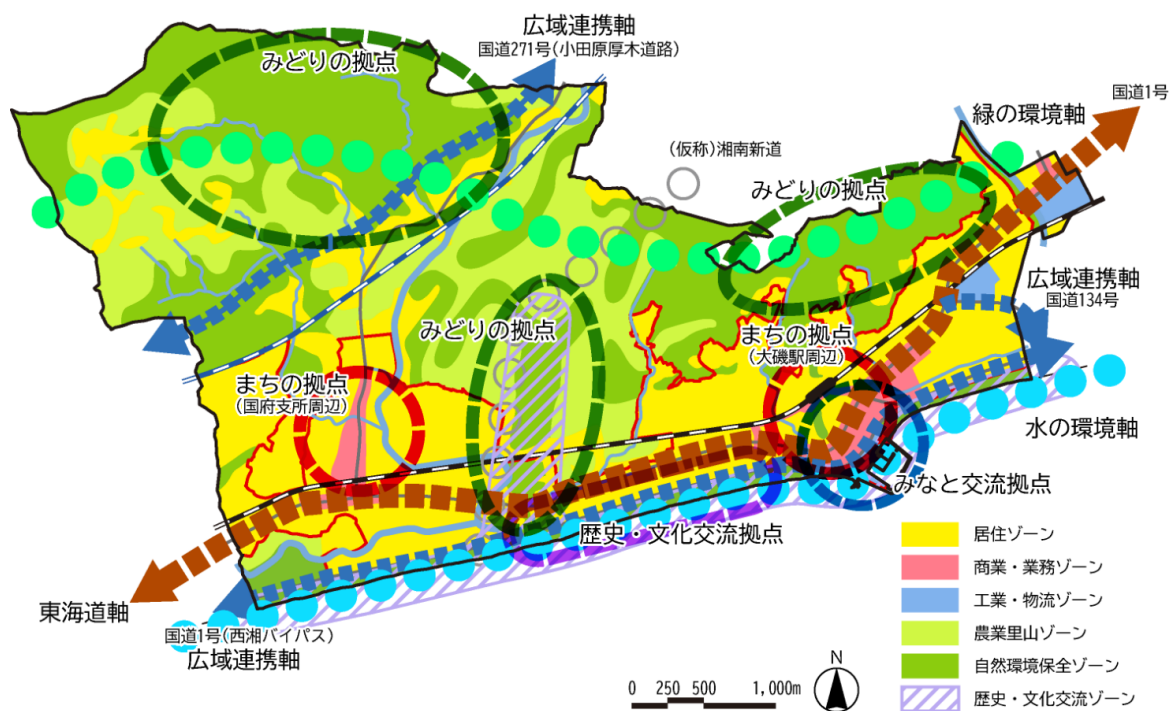 広域連携軸
国道271号(小田原厚木道路)
みどりの拠点
国道1号
緑の環境軸
(仮称)湘南新道
みどりの拠点
広域連携軸
国道134号
みどりの拠点
まちの拠点
(大磯駅周辺)
まちの拠点
(国府支所周辺)
水の環境軸
みなと交流拠点
歴史・文化交流拠点
東海道軸
国道1号(西湘バイパス)
広域連携軸
居住ゾーン
商業・業務ゾーン
工業・物流ゾーン
農業里山ゾーン
自然環境保全ゾーン
歴史・文化交流ゾーン
N
0 250 500 1,000m